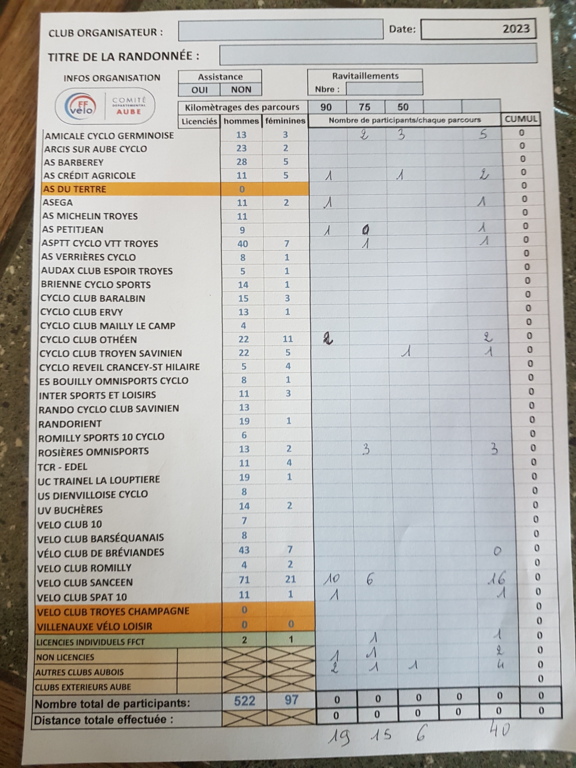 CLUB ORGANISATEUR : Date: 2023
TITRE DE LA RANDONNÉE :
INFOS ORGANISATION Assistance Ravitaillements
OUI NON Nbre :
FF vélo COMITÉ DÉPARTEMENTAL AUBE
Kilomètrages des parcours 90 75 50
Licenciés hommes féminines Nombre de participants/chaque parcours CUMUL
AMICALE CYCLO GERMINOISE 13 3 2 3 5 0
ARCIS SUR AUBE CYCLO 23 2 0
AS BARBEREY 28 5 0
AS CRÉDIT AGRICOLE 11 5 1 1 2 0
AS DU TERTRE 0 0
ASEGA 11 2 1 1 0
AS MICHELIN TROYES 11 0
AS PETITJEAN 9 1 0 1 0
ASPTT CYCLO VTT TROYES 40 7 1 1 0
AS VERRIÈRES CYCLO 8 1 0
AUDAX CLUB ESPOIR TROYES 5 1 0
BRIENNE CYCLO SPORTS 14 1 0
CYCLO CLUB BARALBIN 15 3 0
CYCLO CLUB ERVY 13 1 0
CYCLO CLUB MAILLY LE CAMP 4 0
CYCLO CLUB OTHÉEN 22 11 2 2 0
CYCLO CLUB TROYEN SAVINIEN 22 5 1 1 0
CYCLO REVEIL CRANCEY-ST HILAIRE 5 4 0
ES BOUILLY OMNISPORTS CYCLO 8 1 0
INTER SPORTS ET LOISIRS 11 3 0
RANDO CYCLO CLUB SAVINIEN 13 0
RANDORIENT 19 1 0
ROMILLY SPORTS 10 CYCLO 6 0
ROSIÈRES OMNISPORTS 13 2 3 3 0
TCR - EDEL 11 4 0
UC TRAINEL LA LOUPTIERE 19 1 0
US DIENVILLOISE CYCLO 8 0
UV BUCHÈRES 14 2 0
VELO CLUB 10 7 0
VELO CLUB BARSÉQUANAIS 8 0
VÉLO CLUB DE BRÉVIANDES 43 7 0 0
VELO CLUB ROMILLY 4 2 0
VELO CLUB SANCEEN 71 21 10 6 16 0
VELO CLUB SPAT 10 11 1 1 1 0
VELO CLUB TROYES CHAMPAGNE 0 0
VILLENAUXE VÉLO LOISIR 0 0 0
LICENCIES INDIVIDUELS FFCT 2 1 1 1 0
NON LICENCIES 1 1 2 0
AUTRES CLUBS AUBOIS 2 1 1 4 0
CLUBS EXTERIEURS AUBE 0
Nombre total de participants: 522 97 0 0 0 0 0 0
Distance totale effectuée : 0 0 0 0 0 0
19 15 6 40